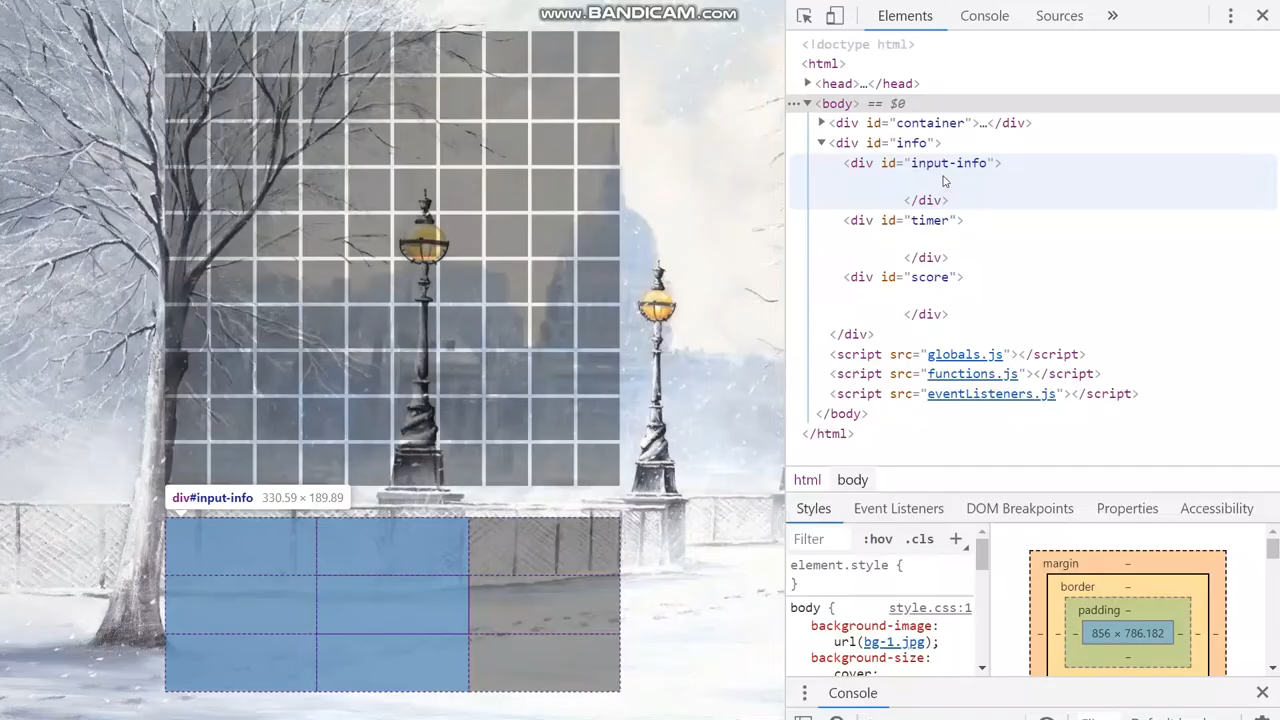 www.BANDICAM.com
Elements Console Sources »
<!doctype html>
<html>
<head>…</head>
<body> == $0
<div id="container">…</div>
<div id="info">
<div id="input-info">
</div>
<div id="timer">
</div>
<div id="score">
</div>
</div>
<script src="globals.js"></script>
<script src="functions.js"></script>
<script src="eventListeners.js"></script>
</body>
</html>
html body
div#input-info 330.59 × 189.89
Styles Event Listeners DOM Breakpoints Properties Accessibility
Filter :hov .cls +
element.style {
}
body { style.css:1
background-image:
url(bg-1.jpg);
background-size:
cover;
margin –
border –
padding –
– – – 856 × 786.182 – – –
–
Console